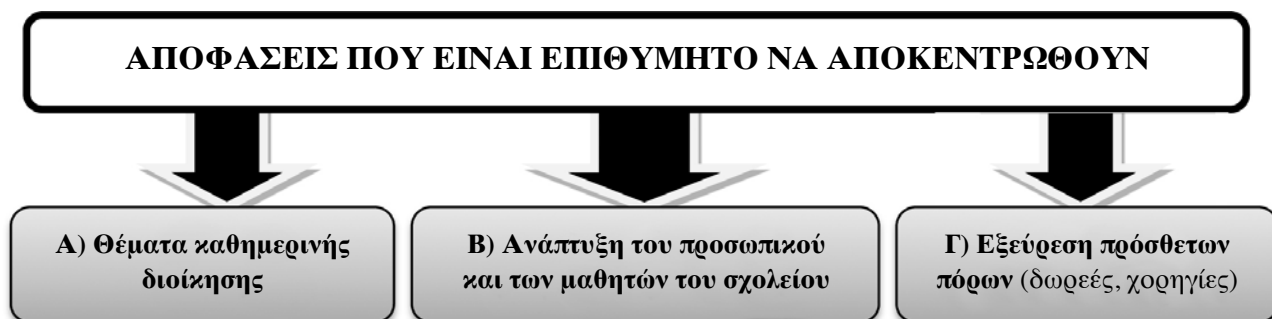 ΑΠΟΦΑΣΕΙΣ ΠΟΥ ΕΙΝΑΙ ΕΠΙΘΥΜΗΤΟ ΝΑ ΑΠΟΚΕΝΤΡΩΘΟΥΝ
Α) Θέματα καθημερινής
διοίκησης
Β) Ανάπτυξη του προσωπικού
και των μαθητών του σχολείου
Γ) Εξεύρεση πρόσθετων
πόρων (δωρεές, χορηγίες)